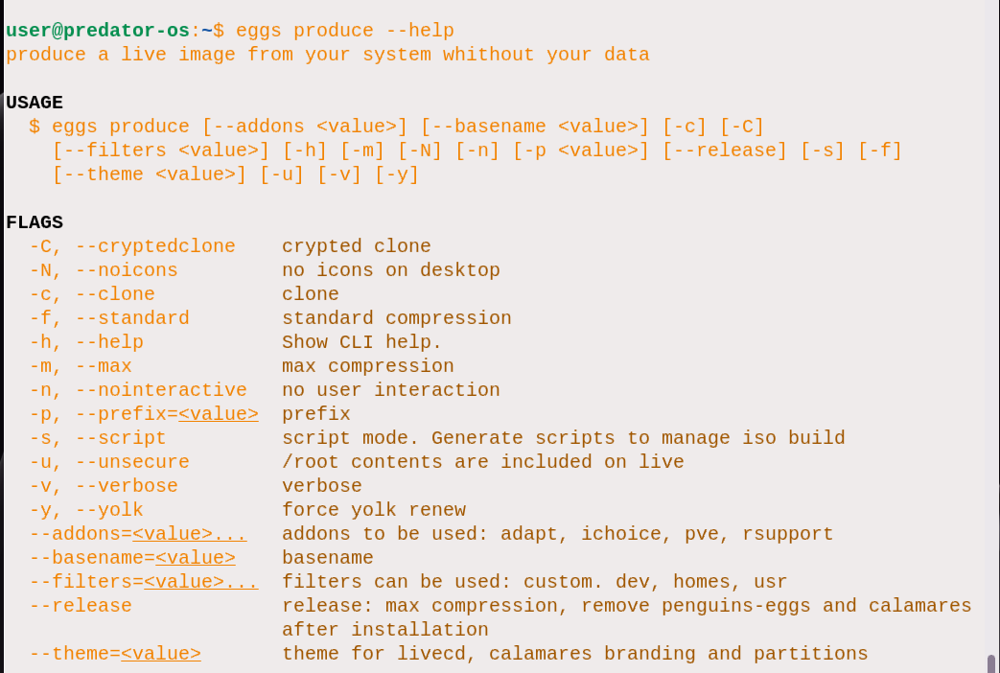 user@predator-os:~$ eggs produce --help
produce a live image from your system whithout your data
USAGE
$ eggs produce [--addons <value>] [--basename <value>] [-c] [-C]
[--filters <value>] [-h] [-m] [-N] [-n] [-p <value>] [--release] [-s] [-f]
[--theme <value>] [-u] [-v] [-y]
FLAGS
-C, --cryptedclone    crypted clone
-N, --noicons         no icons on desktop
-c, --clone           clone
-f, --standard        standard compression
-h, --help            Show CLI help.
-m, --max             max compression
-n, --nointeractive   no user interaction
-p, --prefix=<value>  prefix
-s, --script          script mode. Generate scripts to manage iso build
-u, --unsecure        /root contents are included on live
-v, --verbose         verbose
-y, --yolk            force yolk renew
--addons=<value>...   addons to be used: adapt, ichoice, pve, rsupport
--basename=<value>    basename
--filters=<value>...  filters can be used: custom. dev, homes, usr
--release             release: max compression, remove penguins-eggs and calamares
after installation
--theme=<value>       theme for livecd, calamares branding and partitions